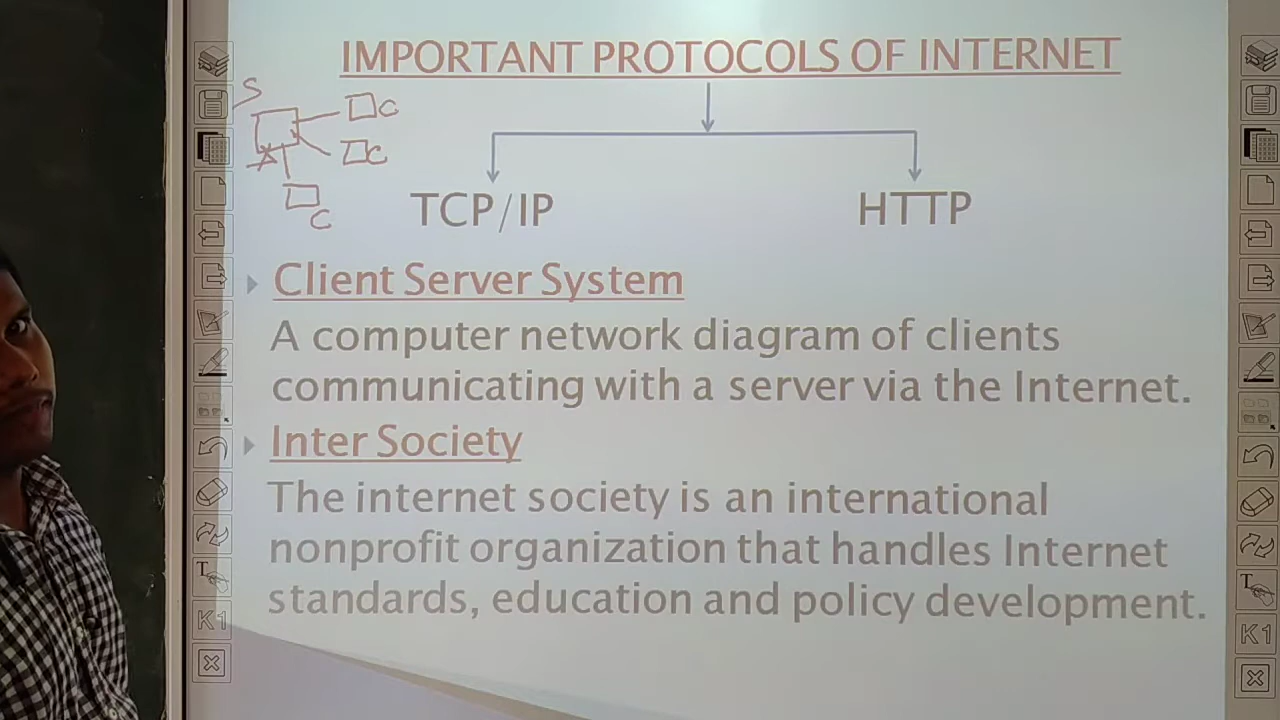 IMPORTANT PROTOCOLS OF INTERNET
S
C
C
C
TCP/IP HTTP
Client Server System
A computer network diagram of clients
communicating with a server via the Internet.
Inter Society
The internet society is an international
nonprofit organization that handles Internet
standards, education and policy development.
T T
K1 K1